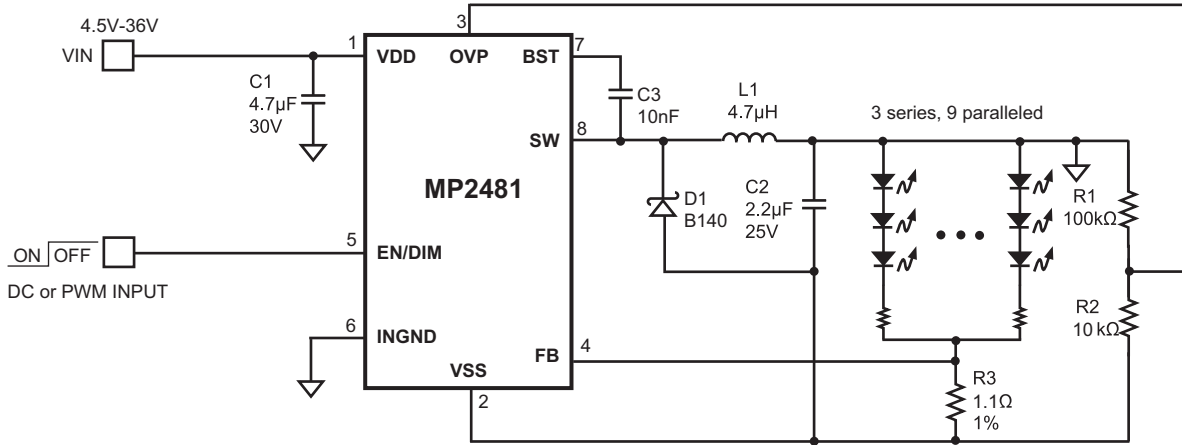 4.5V-36V
VIN
1
3
7
VDD
OVP
BST
C1
4.7µF
30V
C3
10nF
L1
4.7µH
3 series, 9 paralleled
SW
8
MP2481
D1
B140
C2
2.2µF
25V
R1
100kΩ
ON OFF
5
EN/DIM
DC or PWM INPUT
R2
10 kΩ
6
INGND
FB
4
VSS
2
R3
1.1Ω
1%